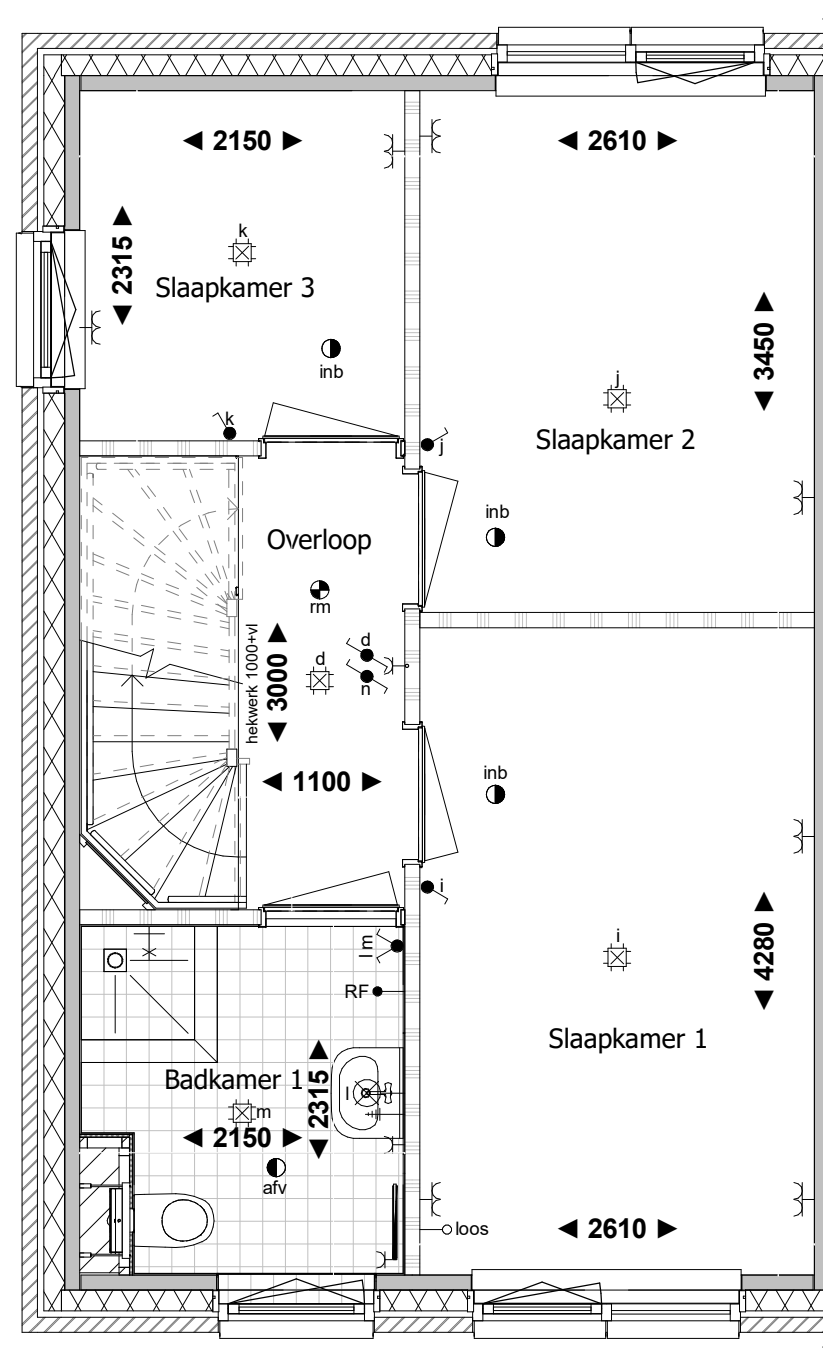 2150
2610
2315
k
Slaapkamer 3
3450
inb
j
Slaapkamer 2
k
j
inb
Overloop
rm
d
d
n
hekwerk 1000+vl
3000
1100
inb
i
i
4280
Slaapkamer 1
l m
RF
Badkamer 1
2315
l
m
2150
afv
loos
2610